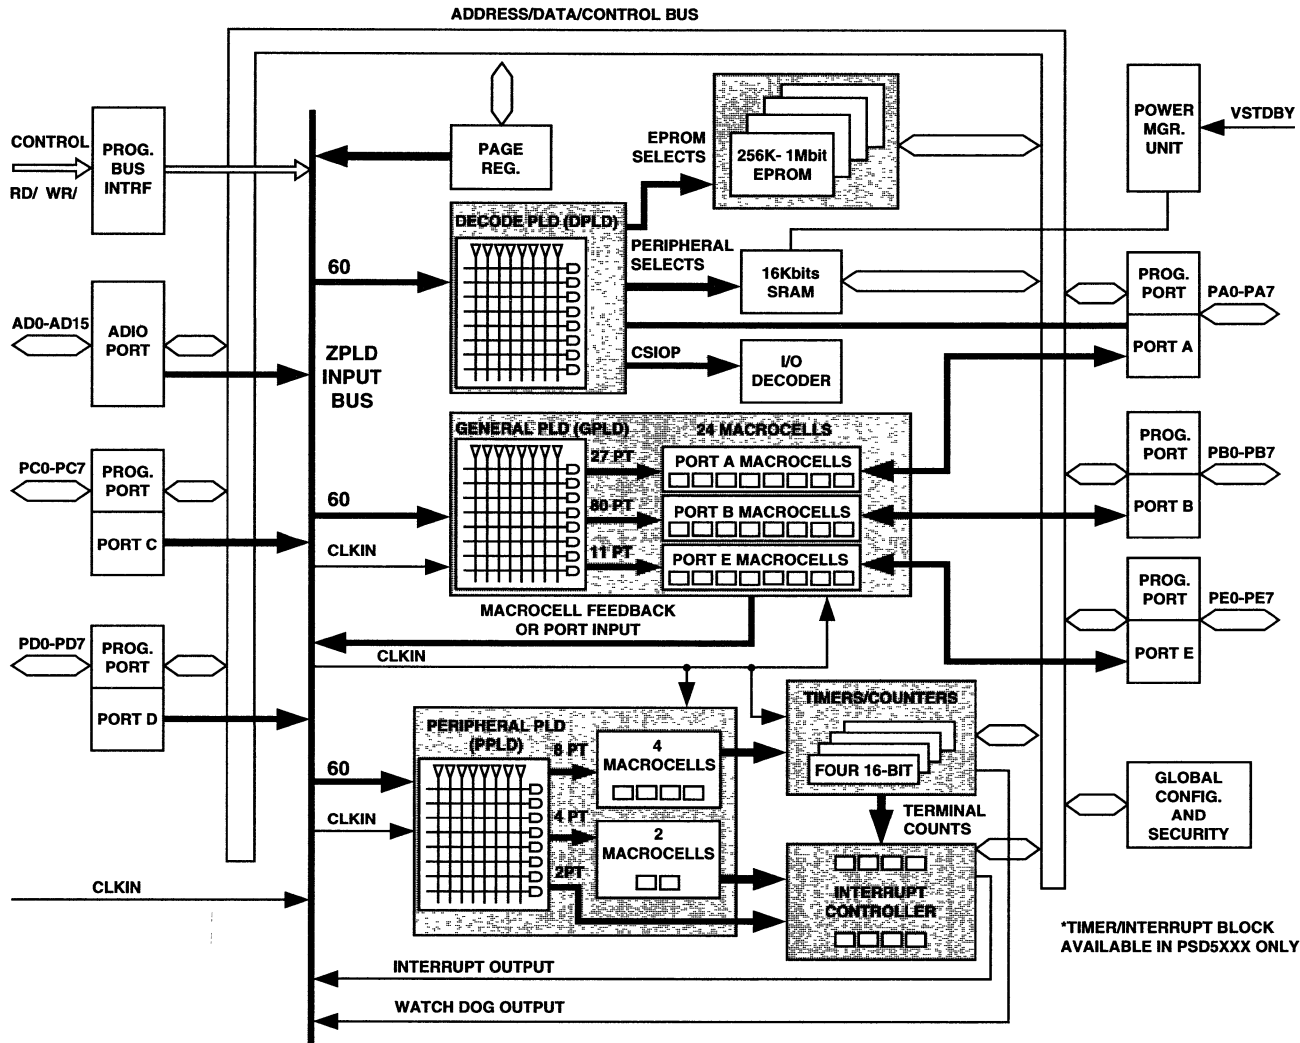 ADDRESS/DATA/CONTROL BUS
CONTROL
RD/ WR/
PROG.
BUS
INTRF
PAGE
REG.
EPROM
SELECTS
256K- 1Mbit
EPROM
POWER
MGR.
UNIT
VSTDBY
DECODE PLD (DPLD)
60
PERIPHERAL
SELECTS
16Kbits
SRAM
PROG.
PORT
PORT A
PA0-PA7
AD0-AD15
ADIO
PORT
ZPLD
INPUT
BUS
CSIOP
I/O
DECODER
GENERAL PLD (GPLD)
24 MACROCELLS
27 PT
PORT A MACROCELLS
80 PT
PORT B MACROCELLS
11 PT
PORT E MACROCELLS
PROG.
PORT
PORT B
PB0-PB7
PC0-PC7
PROG.
PORT
PORT C
60
CLKIN
MACROCELL FEEDBACK
OR PORT INPUT
CLKIN
PROG.
PORT
PORT E
PE0-PE7
PD0-PD7
PROG.
PORT
PORT D
PERIPHERAL PLD
(PPLD)
60
CLKIN
8 PT
4
MACROCELLS
4 PT
2
MACROCELLS
2PT
TIMERS/COUNTERS
FOUR 16-BIT
TERMINAL
COUNTS
INTERRUPT
CONTROLLER
GLOBAL
CONFIG.
AND
SECURITY
CLKIN
*TIMER/INTERRUPT BLOCK
AVAILABLE IN PSD5XXX ONLY
INTERRUPT OUTPUT
WATCH DOG OUTPUT